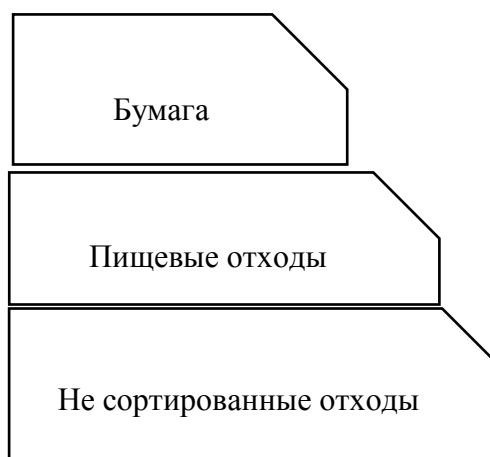 Бумага
Пищевые отходы
Не сортированные отходы